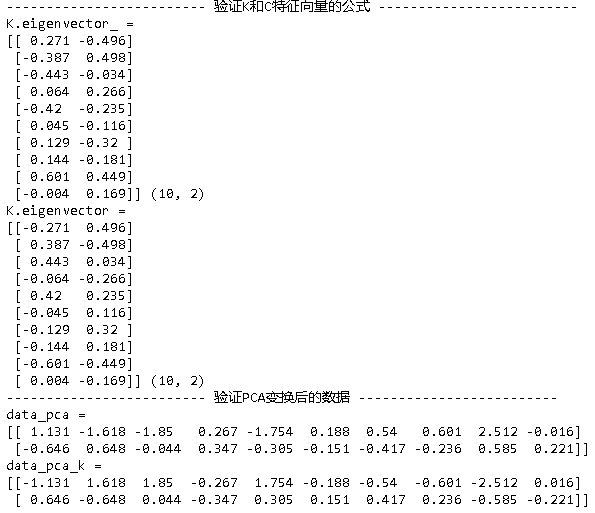 ------------------------- 验证K和C特征向量的公式 -------------------------
K.eigenvector_ =
[[ 0.271 -0.496]
 [-0.387  0.498]
 [-0.443 -0.034]
 [ 0.064  0.266]
 [-0.42  -0.235]
 [ 0.045 -0.116]
 [ 0.129 -0.32 ]
 [ 0.144 -0.181]
 [ 0.601  0.449]
 [-0.004  0.169]] (10, 2)
K.eigenvector =
[[-0.271  0.496]
 [ 0.387 -0.498]
 [ 0.443  0.034]
 [-0.064 -0.266]
 [ 0.42   0.235]
 [-0.045  0.116]
 [-0.129  0.32 ]
 [-0.144  0.181]
 [-0.601 -0.449]
 [ 0.004 -0.169]] (10, 2)
------------------------- 验证PCA变换后的数据 -------------------------
data_pca =
[[ 1.131 -1.618 -1.85   0.267 -1.754  0.188  0.54   0.601  2.512 -0.016]
 [-0.646  0.648 -0.044  0.347 -0.305 -0.151 -0.417 -0.236  0.585  0.221]]
data_pca_k =
[[-1.131  1.618  1.85  -0.267  1.754 -0.188 -0.54  -0.601 -2.512  0.016]
 [ 0.646 -0.648  0.044 -0.347  0.305  0.151  0.417  0.236 -0.585 -0.221]]